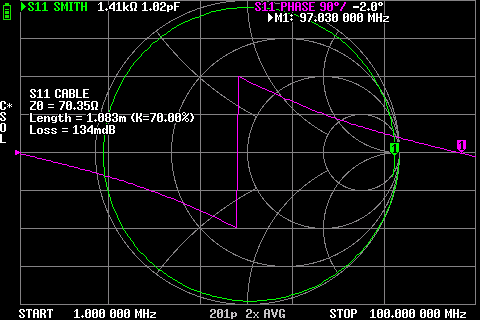 S11 SMITH 1.41kΩ 1.02pF S11 PHASE 90°/ -2.0°
M1: 97.030 000 MHz
S11 CABLE
Z0 = 70.35Ω
Length = 1.083m (K=70.00%)
Loss = 134mdB
C*
S
O
L
1
1
START 1.000 000 MHz 201p 2x AVG STOP 100.000 000 MHz